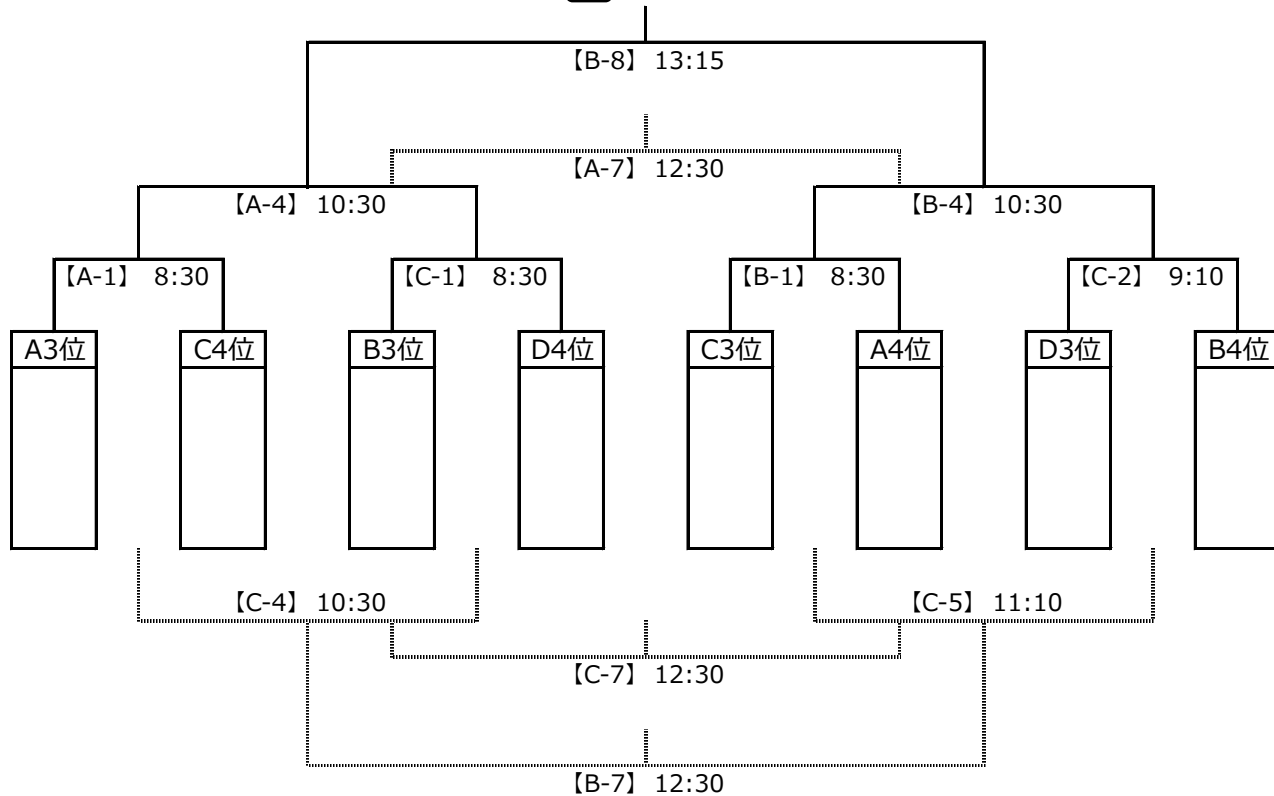 【B-8】 13:15
【A-7】 12:30
【A-4】 10:30
【B-4】 10:30
【A-1】 8:30
【C-1】 8:30
【B-1】 8:30
【C-2】 9:10
A3位
C4位
B3位
D4位
C3位
A4位
D3位
B4位
【C-4】 10:30
【C-5】 11:10
【C-7】 12:30
【B-7】 12:30